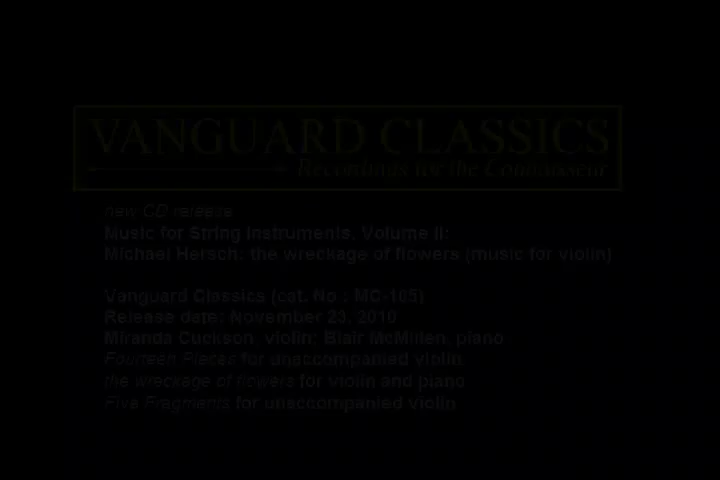 VANGUARD CLASSICS
Recordings for the Connoisseur
new CD release
Music for String Instruments, Volume II:
Michael Hersch: the wreckage of flowers (music for violin)
Vanguard Classics (cat. No.: MC-105)
Release date: November 23, 2010
Miranda Cuckson, violin; Blair McMillen, piano
Fourteen Pieces for unaccompanied violin
the wreckage of flowers for violin and piano
Five Fragments for unaccompanied violin